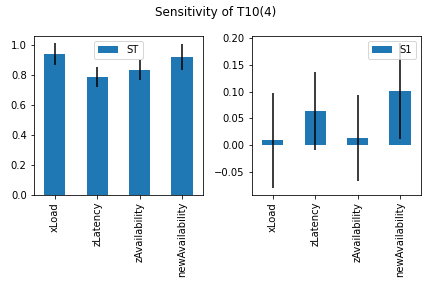 Sensitivity of T10(4)
1.0
0.8
0.6
0.4
0.2
0.0
ST
xLoad
zLatency
zAvailability
newAvailability
0.20
0.15
0.10
0.05
0.00
−0.05
S1
xLoad
zLatency
zAvailability
newAvailability